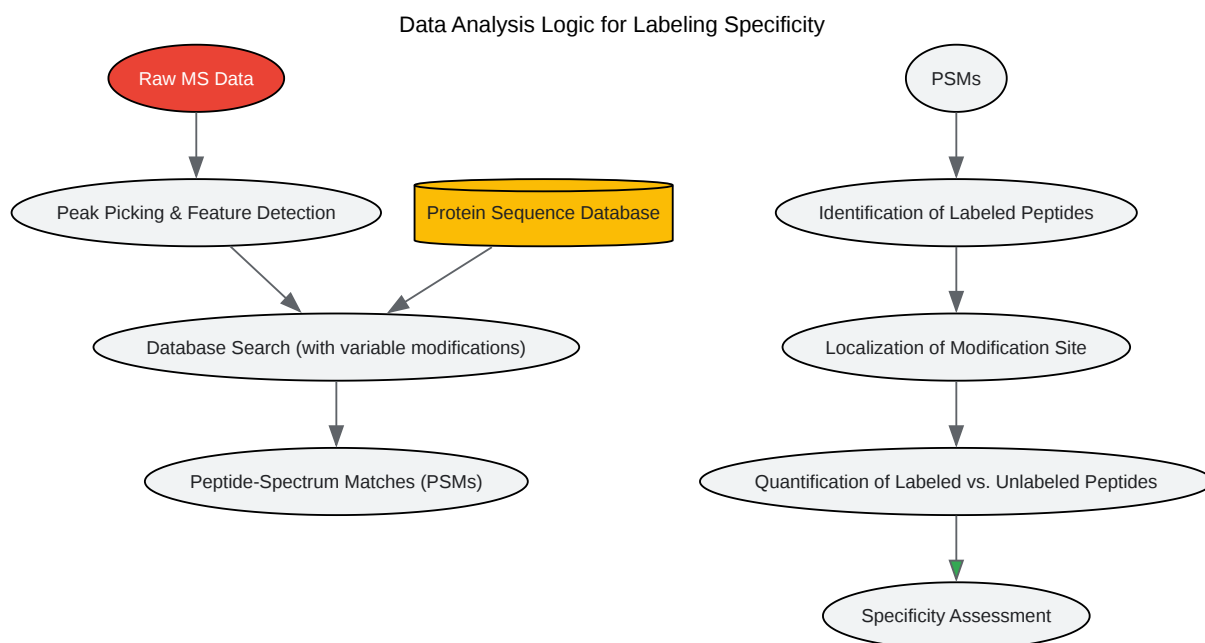 Data Analysis Logic for Labeling Specificity
Raw MS Data
Peak Picking & Feature Detection
Protein Sequence Database
Database Search (with variable modifications)
Peptide-Spectrum Matches (PSMs)
PSMs
Identification of Labeled Peptides
Localization of Modification Site
Quantification of Labeled vs. Unlabeled Peptides
Specificity Assessment